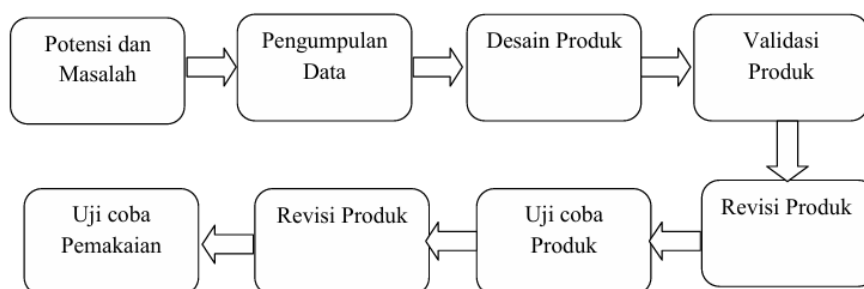 Potensi dan
Masalah
Pengumpulan
Data
Desain Produk
Validasi
Produk
Revisi Produk
Uji coba
Produk
Revisi Produk
Uji coba
Pemakaian